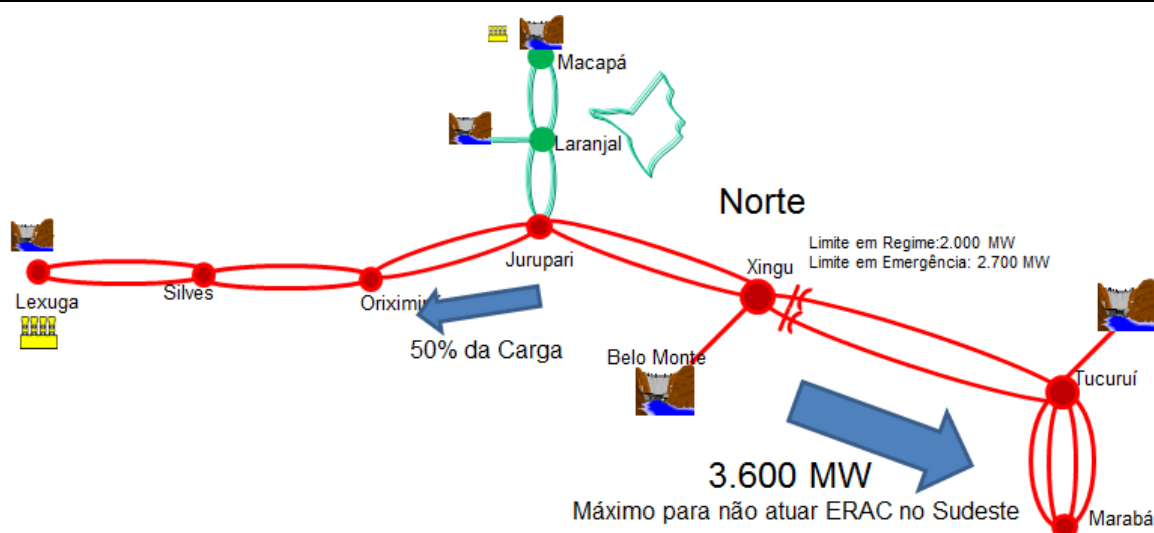 Macapá
Laranjal
Norte
Limite em Regime:2.000 MW
Limite em Emergência: 2.700 MW
Jurupari
Xingu
Lexuga
Silves
50% da Carga
Belo Monte
Tucuruí
3.600 MW
Máximo para não atuar ERAC no Sudeste
Marabá